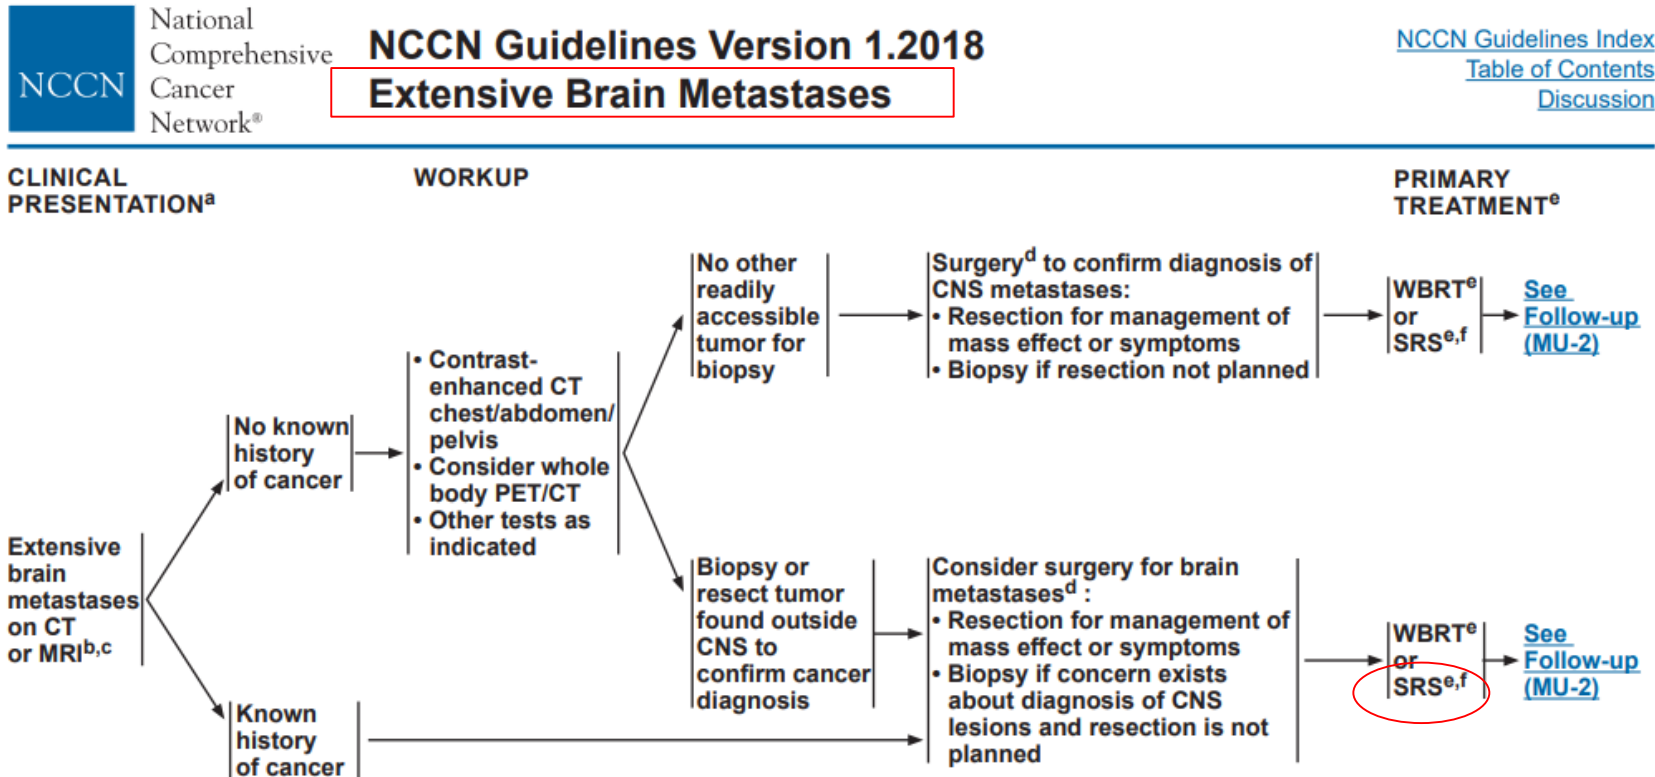 National
Comprehensive
NCCN Cancer
Network®
NCCN Guidelines Version 1.2018
Extensive Brain Metastases
NCCN Guidelines Index
Table of Contents
Discussion
CLINICAL
PRESENTATIONa
WORKUP
PRIMARY
TREATMENTe
Extensive
brain
metastases
on CT
or MRIb,c
No known
history
of cancer
Known
history
of cancer
• Contrast-
enhanced CT
chest/abdomen/
pelvis
• Consider whole
body PET/CT
• Other tests as
indicated
No other
readily
accessible
tumor for
biopsy
Surgeryd to confirm diagnosis of
CNS metastases:
• Resection for management of
mass effect or symptoms
• Biopsy if resection not planned
WBRTe
or
SRSe,f
See
Follow-up
(MU-2)
Biopsy or
resect tumor
found outside
CNS to
confirm cancer
diagnosis
Consider surgery for brain
metastasesd :
• Resection for management of
mass effect or symptoms
• Biopsy if concern exists
about diagnosis of CNS
lesions and resection is not
planned
WBRTe
or
SRSe,f
See
Follow-up
(MU-2)